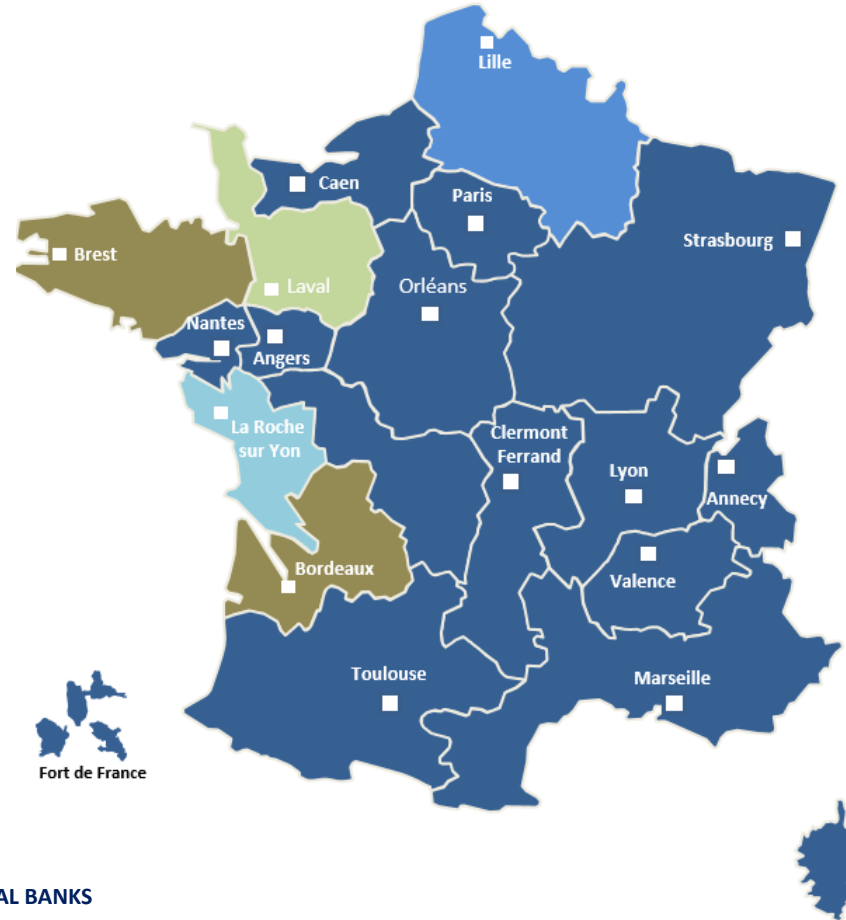 Lille
Caen
Paris
Strasbourg
Brest
Laval
Orléans
Nantes
Angers
La Roche
sur Yon
Clermont
Ferrand
Lyon
Annecy
Bordeaux
Valence
Toulouse
Marseille
Fort de France
AL BANKS